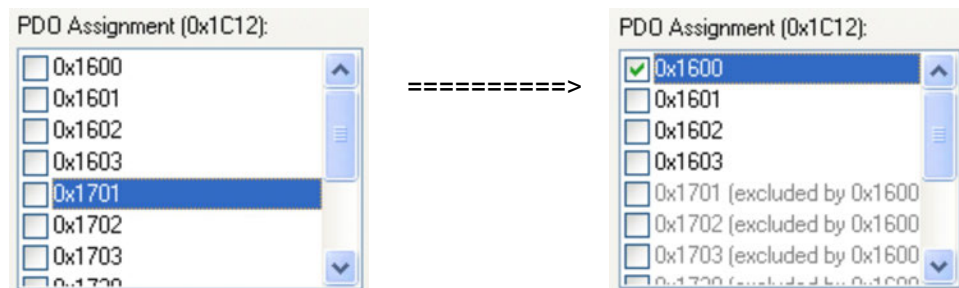 PDO Assignment (0x1C12):
0x1600
0x1601
0x1602
0x1603
0x1701
0x1702
0x1703
==========>
PDO Assignment (0x1C12):
0x1600
0x1601
0x1602
0x1603
0x1701 (excluded by 0x1600
0x1702 (excluded by 0x1600
0x1703 (excluded by 0x1600